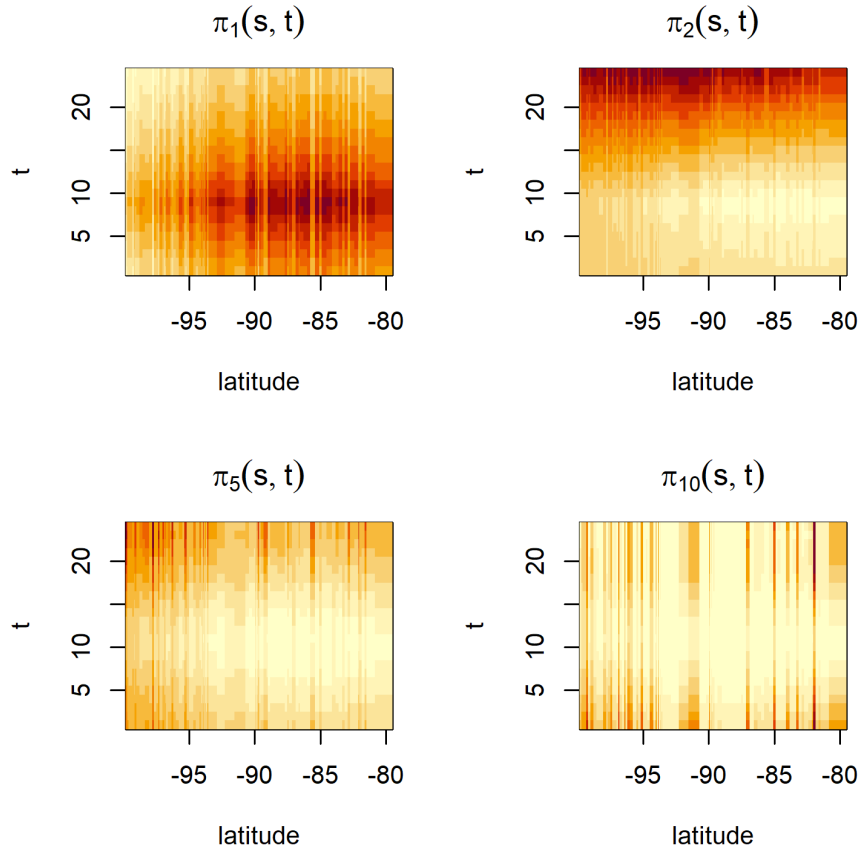 π₁(s, t)
t
5 10 20
-95 -90 -85 -80
latitude
π₂(s, t)
t
5 10 20
-95 -90 -85 -80
latitude
π₅(s, t)
t
5 10 20
-95 -90 -85 -80
latitude
π₁₀(s, t)
t
5 10 20
-95 -90 -85 -80
latitude